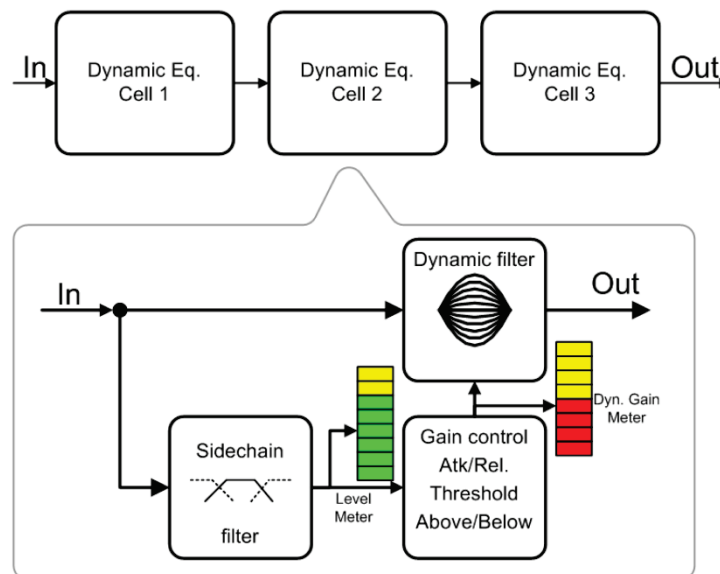 In
Dynamic Eq.
Cell 1
Dynamic Eq.
Cell 2
Dynamic Eq.
Cell 3
Out
In
Dynamic filter
Out
Dyn. Gain
Meter
Sidechain
filter
Level
Meter
Gain control
Atk/Rel.
Threshold
Above/Below